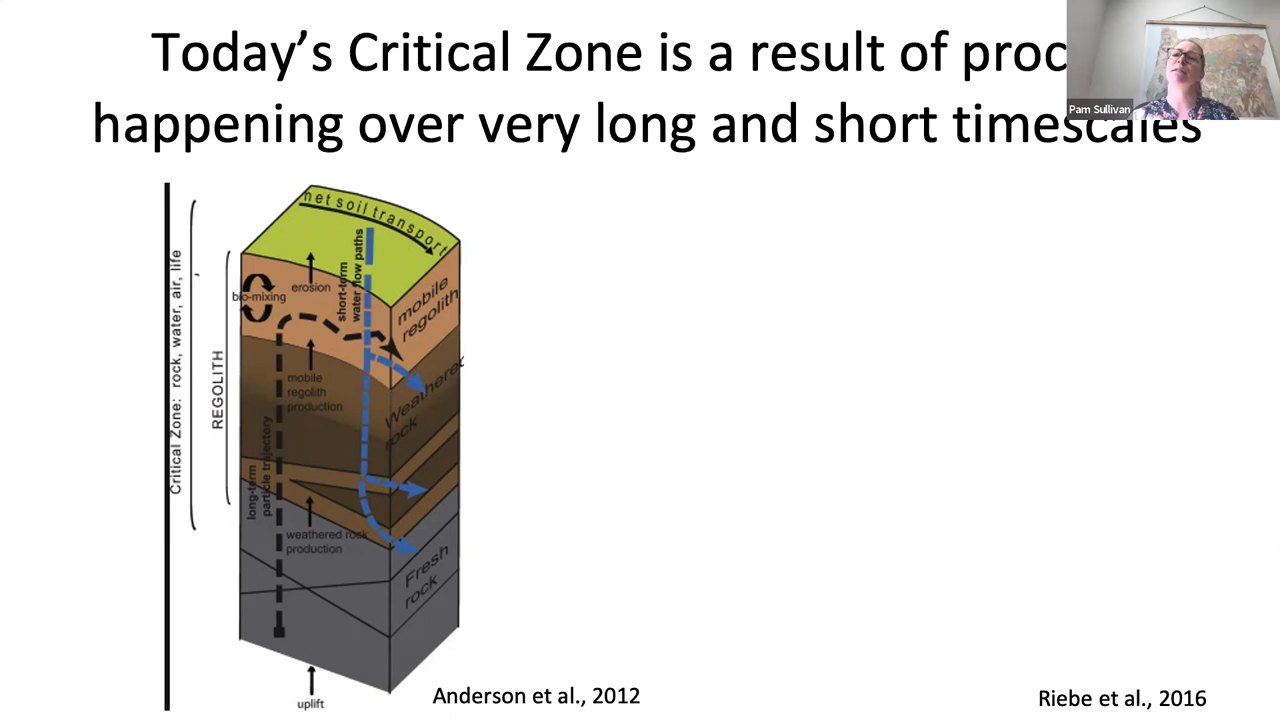 Today's Critical Zone is a result of proc
happening over very long and short timescales
Pam Sullivan
Critical Zone: rock, water, air, life
REGOLITH
net soil transport
short-term
water flow paths
erosion
bio-mixing
mobile
regolith
mobile
regolith
production
Weathered
rock
long-term
particle trajectory
weathered rock
production
Fresh
rock
uplift
Anderson et al., 2012
Riebe et al., 2016